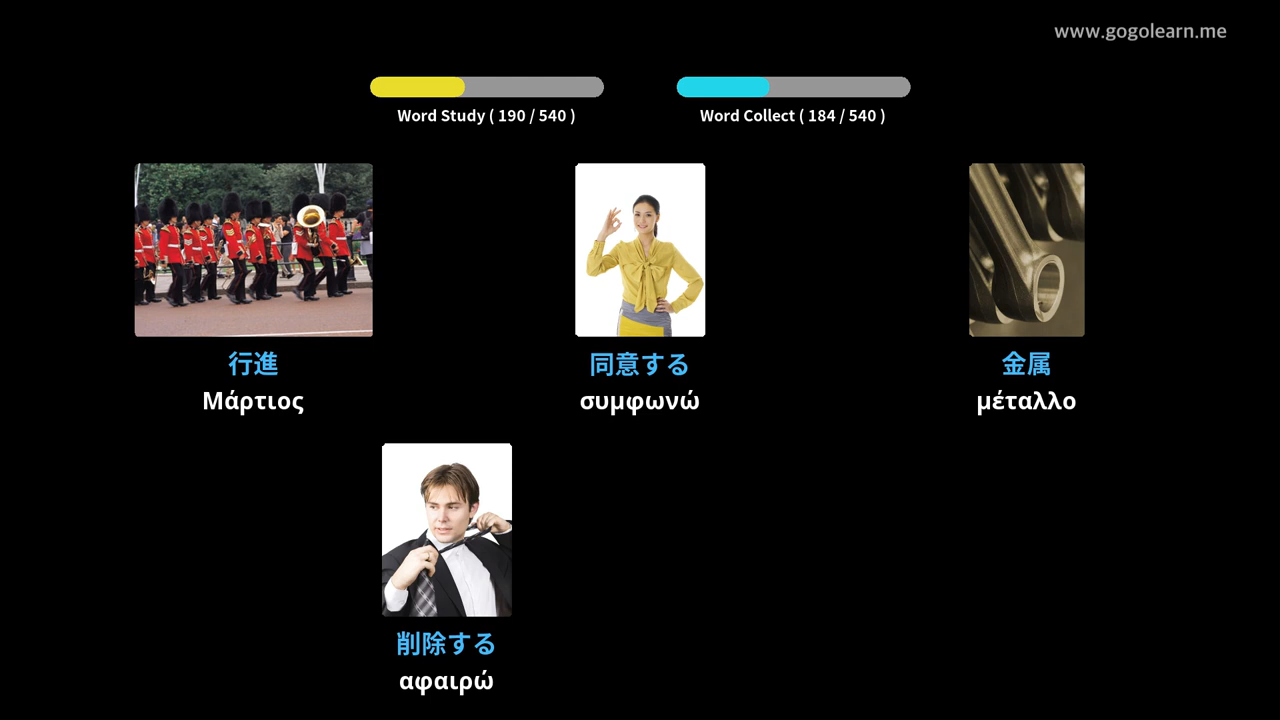 www.gogolearn.me
Word Study ( 190 / 540 )
Word Collect ( 184 / 540 )
行進
Μάρτιος
同意する
συμφωνώ
金属
μέταλλο
削除する
αφαιρώ